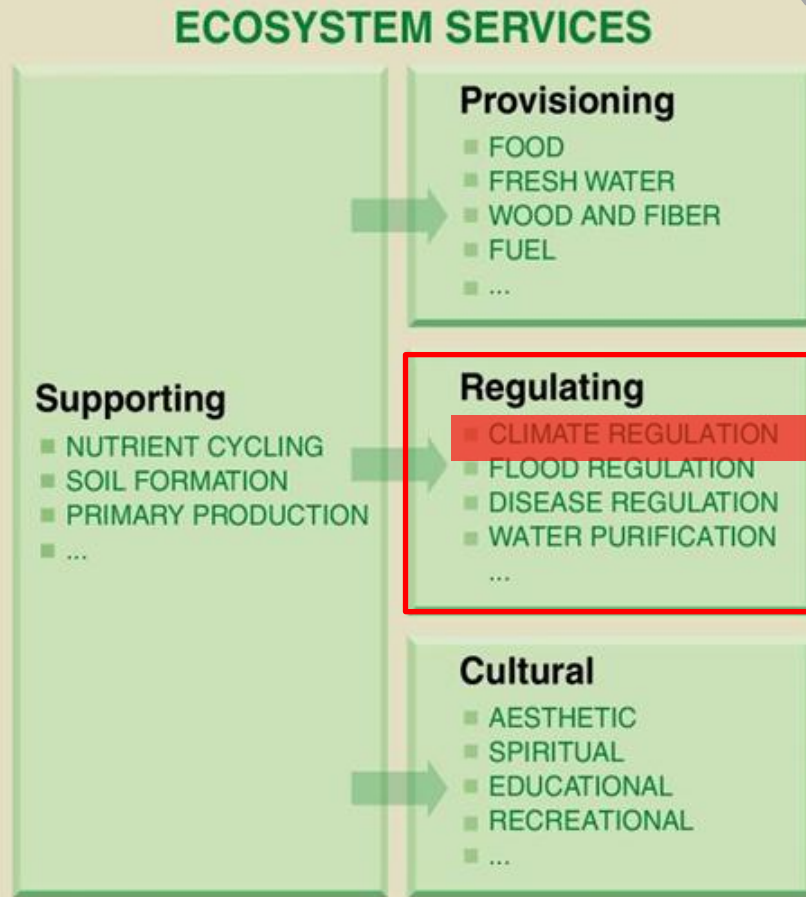 ECOSYSTEM SERVICES
Supporting
NUTRIENT CYCLING
SOIL FORMATION
PRIMARY PRODUCTION
...
Provisioning
FOOD
FRESH WATER
WOOD AND FIBER
FUEL
...
Regulating
CLIMATE REGULATION
FLOOD REGULATION
DISEASE REGULATION
WATER PURIFICATION
...
Cultural
AESTHETIC
SPIRITUAL
EDUCATIONAL
RECREATIONAL
...